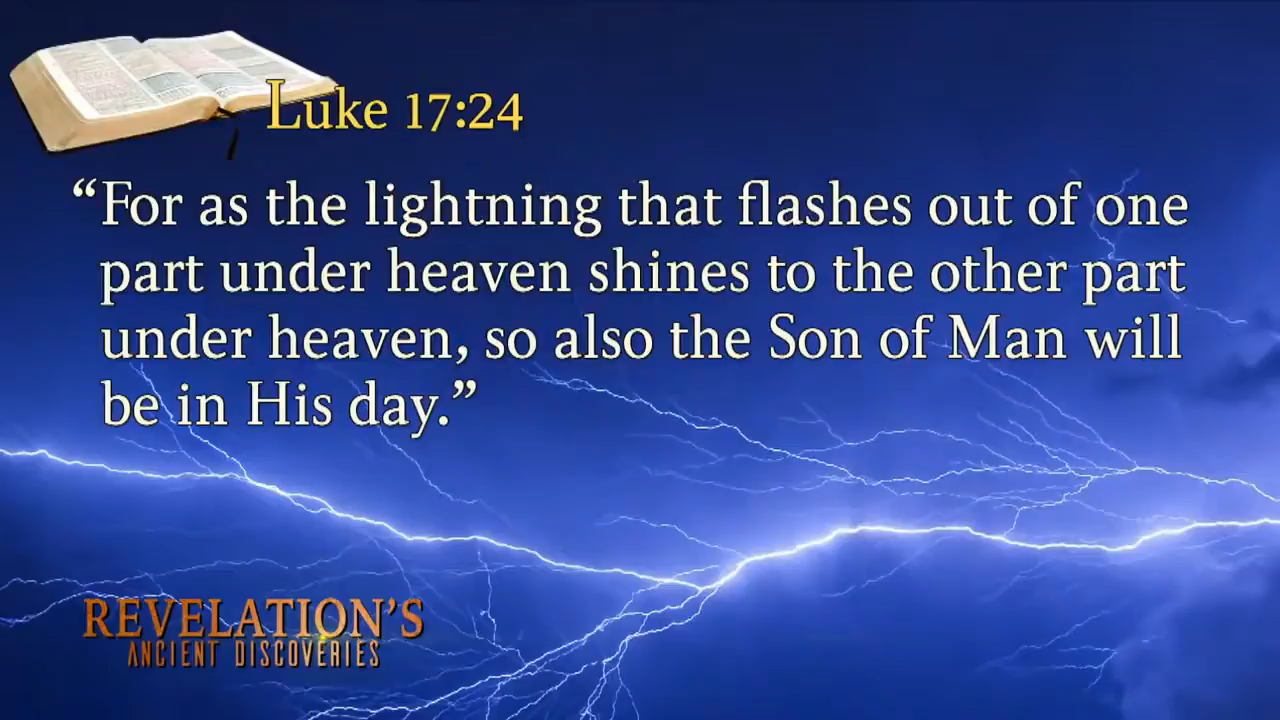 Luke 17:24
“For as the lightning that flashes out of one
part under heaven shines to the other part
under heaven, so also the Son of Man will
be in His day.”
REVELATION’S
ANCIENT DISCOVERIES